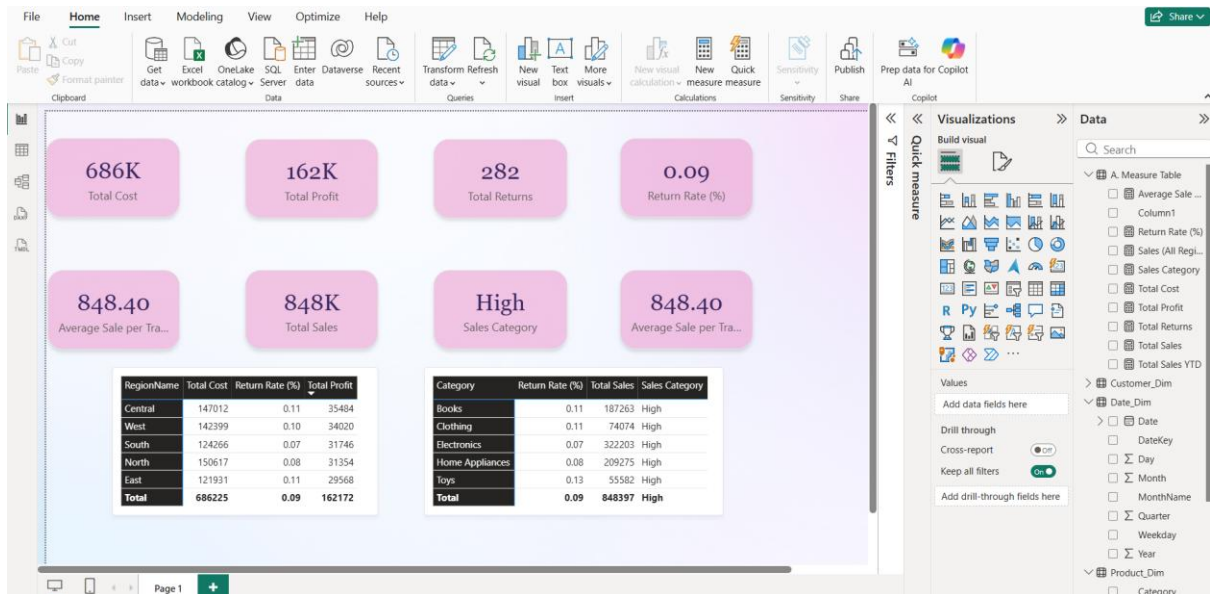 File Home Insert Modeling View Optimize Help Share
Paste
Cut
Copy
Format painter
Clipboard
Get data
Excel workbook
OneLake catalog
SQL Server
Enter data
Dataverse
Recent sources
Data
Transform data
Refresh
Queries
New visual
Text box
More visuals
Insert
New visual calculation
New measure
Quick measure
Calculations
Sensitivity
Sensitivity
Publish
Share
Prep data for AI
Copilot
Copilot
686K
Total Cost
162K
Total Profit
282
Total Returns
0.09
Return Rate (%)
848.40
Average Sale per Tra...
848K
Total Sales
High
Sales Category
848.40
Average Sale per Tra...
RegionName Total Cost Return Rate (%) Total Profit
Central 147012 0.11 35484
West 142399 0.10 34020
South 124266 0.07 31746
North 150617 0.08 31354
East 121931 0.11 29568
Total 686225 0.09 162172
Category Return Rate (%) Total Sales Sales Category
Books 0.11 187263 High
Clothing 0.11 74074 High
Electronics 0.07 322203 High
Home Appliances 0.08 209275 High
Toys 0.13 55582 High
Total 0.09 848397 High
Filters
Quick measure
Visualizations
Build visual
123
R Py
Values
Add data fields here
Drill through
Cross-report Off
Keep all filters On
Add drill-through fields here
Data
Search
A. Measure Table
Average Sale ...
Column1
Return Rate (%)
Sales (All Regi...
Sales Category
Total Cost
Total Profit
Total Returns
Total Sales
Total Sales YTD
Customer_Dim
Date_Dim
Date
DateKey
Day
Month
MonthName
Quarter
Weekday
Year
Product_Dim
Category
Page 1